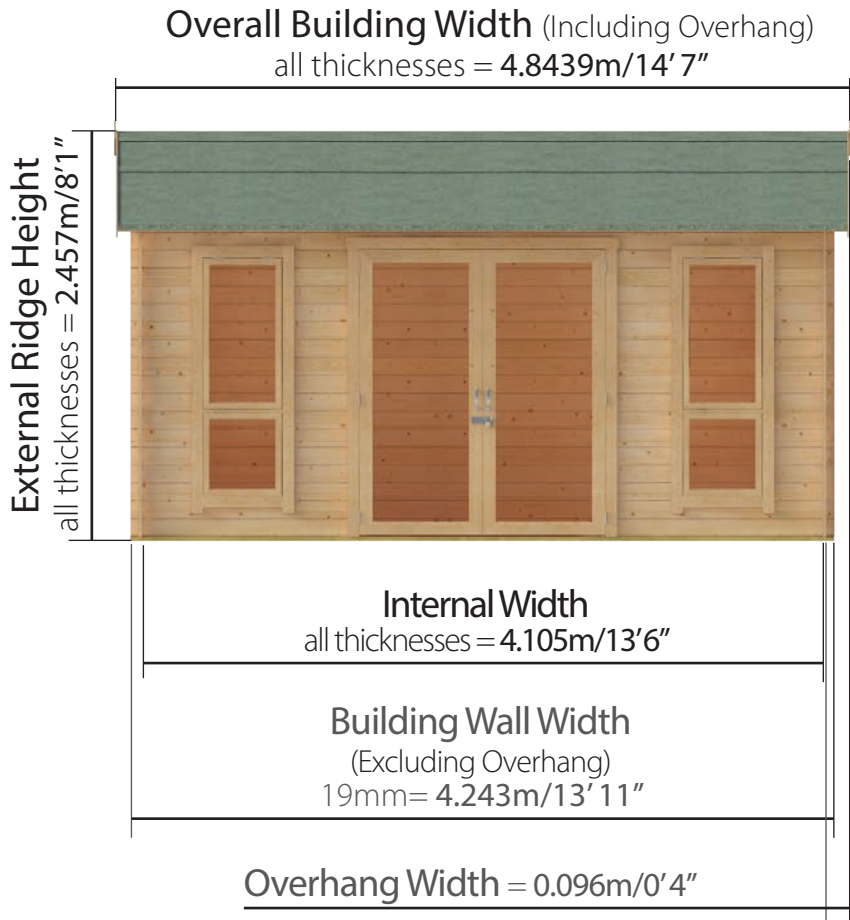 Overall Building Width (Including Overhang)
all thicknesses = 4.8439m/14' 7"
External Ridge Height
all thicknesses = 2.457m/8'1"
Internal Width
all thicknesses = 4.105m/13'6"
Building Wall Width
(Excluding Overhang)
19mm= 4.243m/13' 11"
Overhang Width = 0.096m/0' 4"